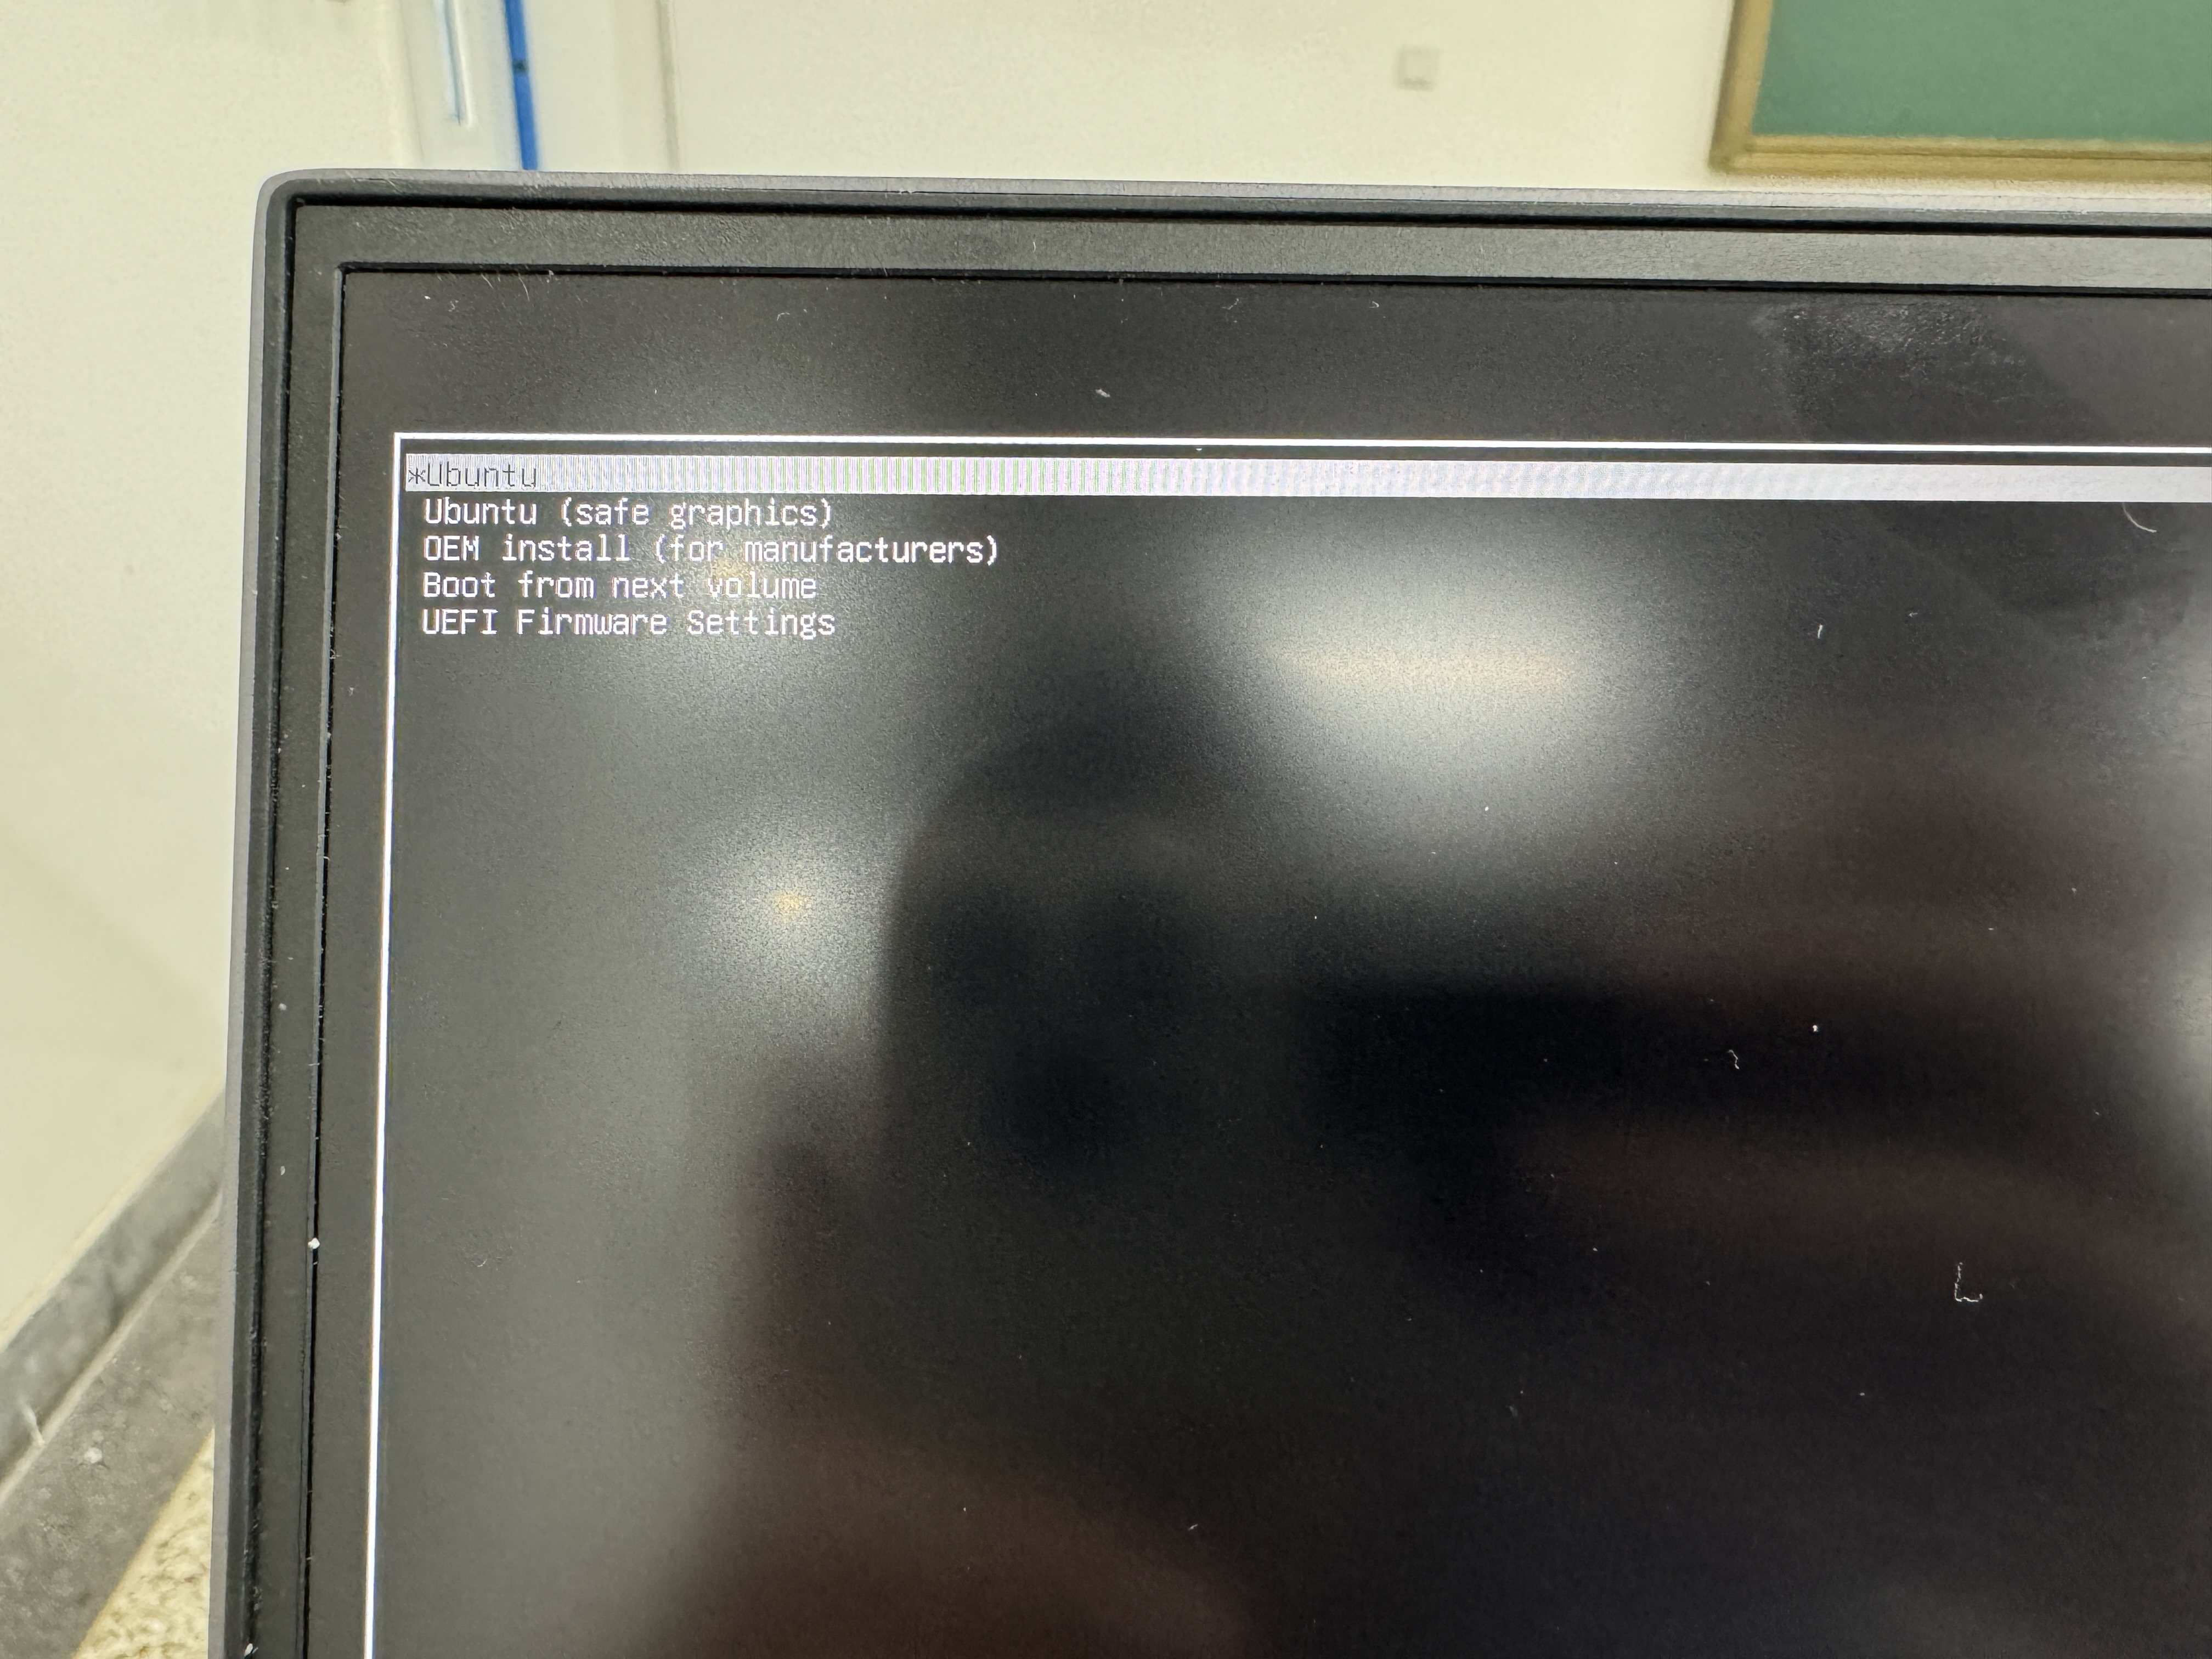 *Ubuntu
Ubuntu (safe graphics)
OEM install (for manufacturers)
Boot from next volume
UEFI Firmware Settings